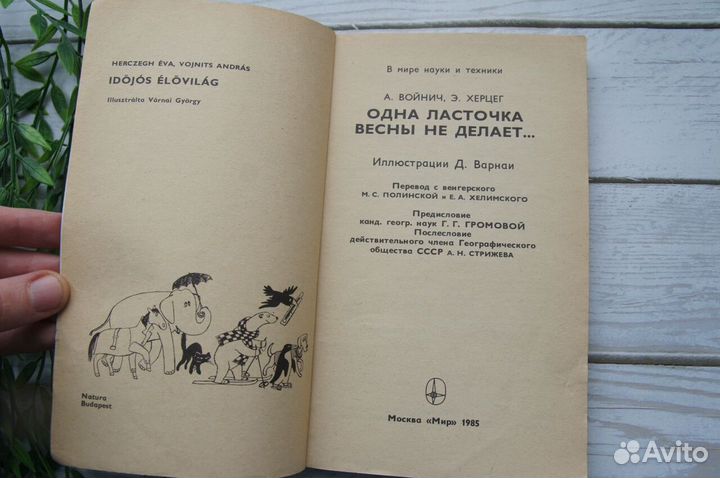 HERCZEGH ÉVA, VOJNITS ANDRÁS
IDŐJÓS ÉLŐVILÁG
Illusztrálta Várnai György
Natura
Budapest
В мире науки и техники
А. ВОЙНИЧ, Э. ХЕРЦЕГ
ОДНА ЛАСТОЧКА
ВЕСНЫ НЕ ДЕЛАЕТ...
Иллюстрации Д. Варнаи
Перевод с венгерского
М. С. ПОЛИНСКОЙ и Е. А. ХЕЛИМСКОГО
Предисловие
канд. геогр. наук Г. Г. ГРОМОВОЙ
Послесловие
действительного члена Географического
общества СССР А. Н. СТРИЖЕВА
Москва «Мир» 1985
Avito